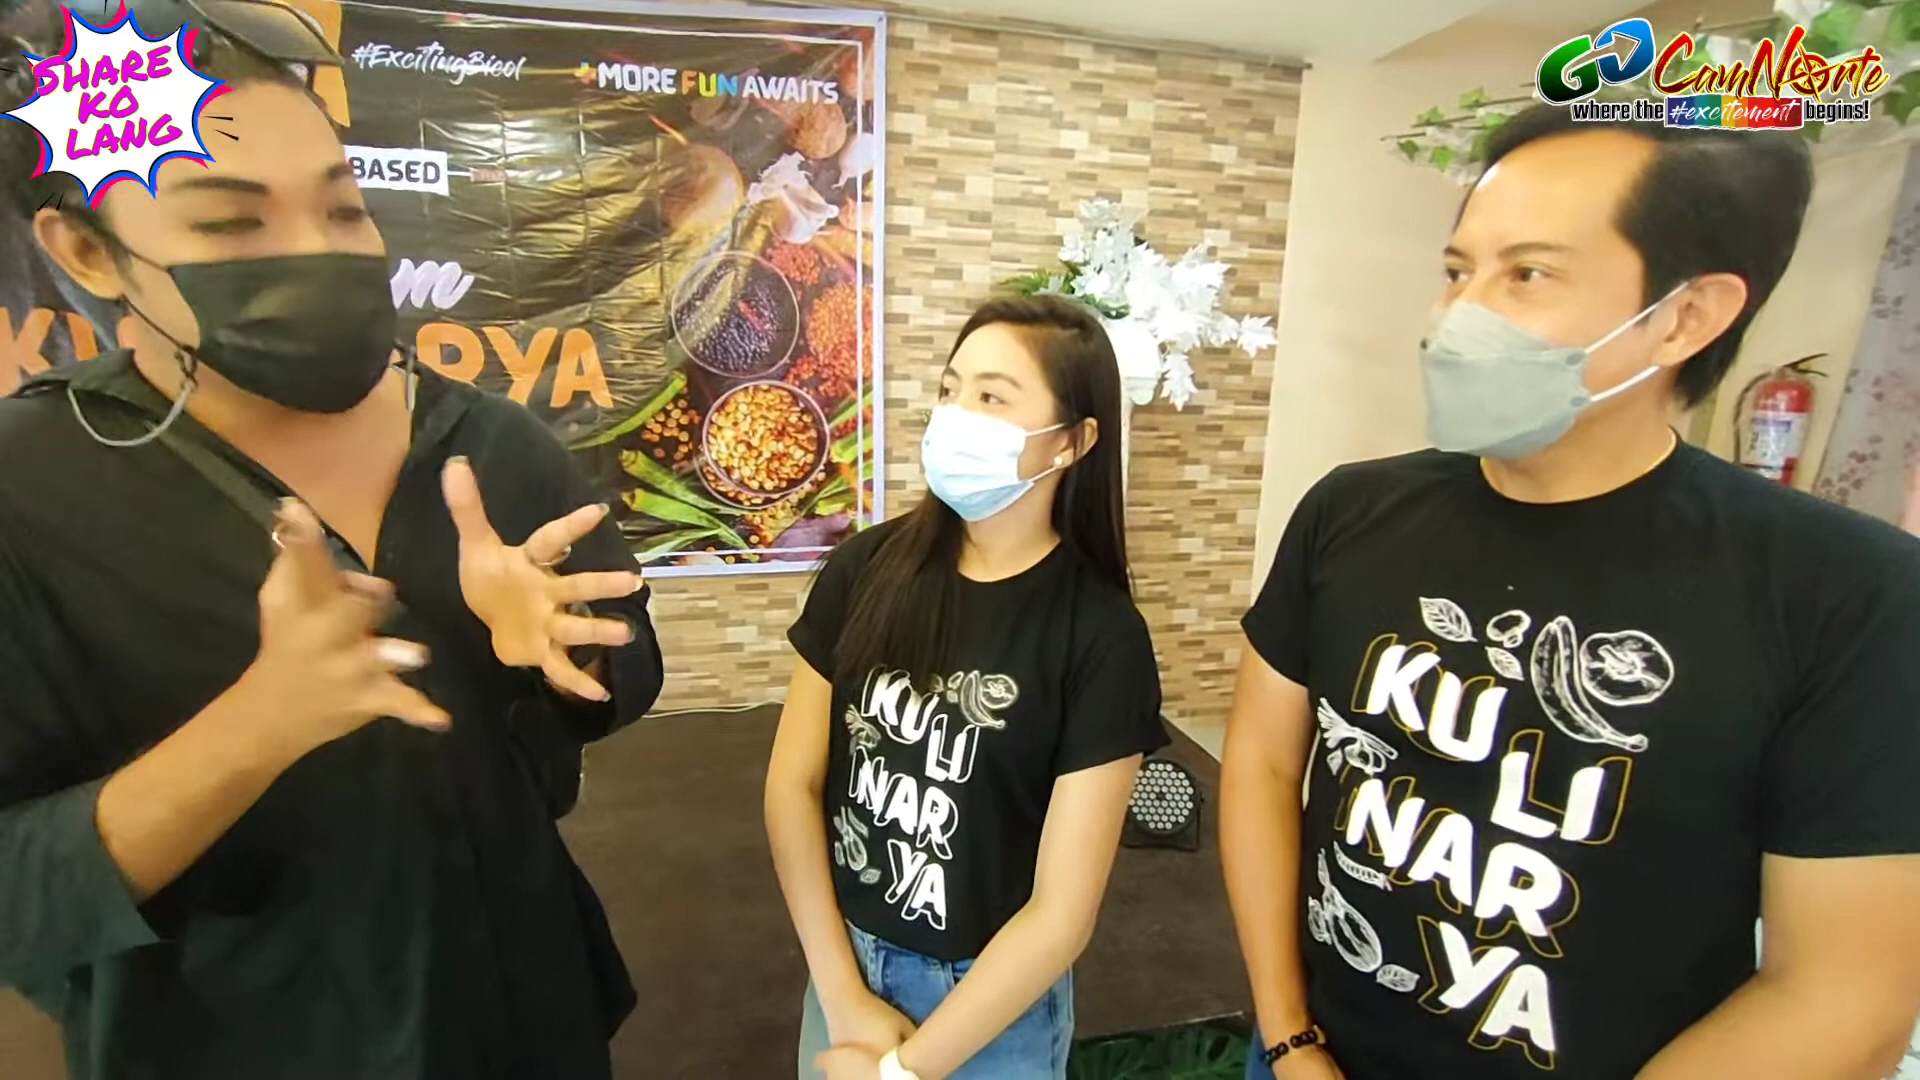 SHARE
KO
LANG
#ExcitingBicol
+MORE FUN AWAITS
BASED
GO CamNorte
where the #excitement begins!
KU
LI
NAR
YA
KU
LI
NAR
YA